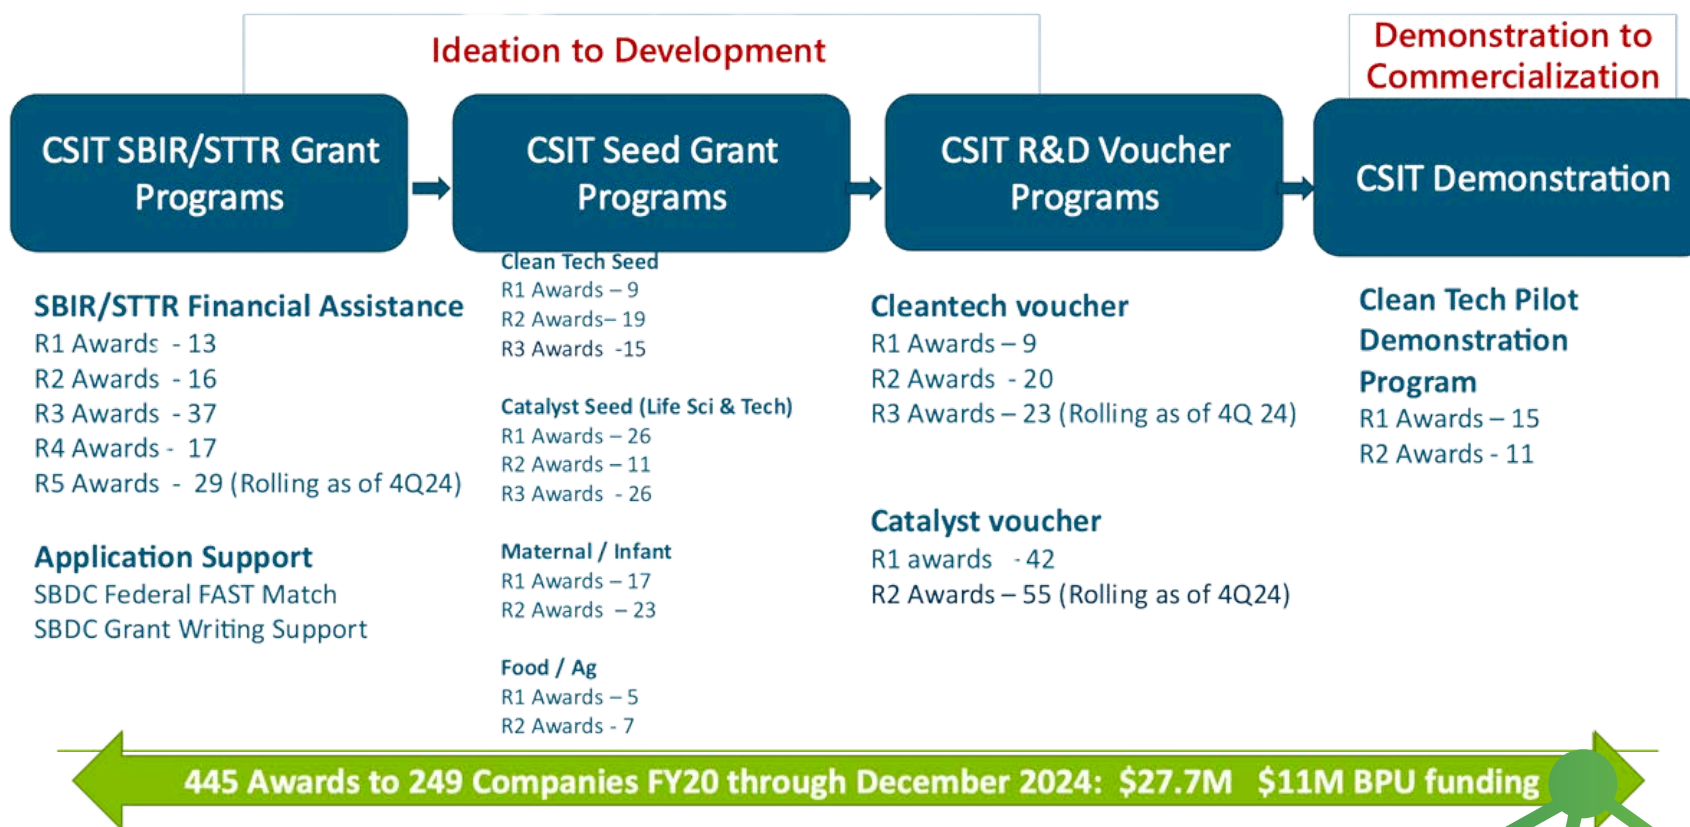 Ideation to Development
Demonstration to
Commercialization
CSIT SBIR/STTR Grant
Programs
CSIT Seed Grant
Programs
CSIT R&D Voucher
Programs
CSIT Demonstration
SBIR/STTR Financial Assistance
R1 Awards - 13
R2 Awards - 16
R3 Awards - 37
R4 Awards - 17
R5 Awards - 29 (Rolling as of 4Q24)
Application Support
SBDC Federal FAST Match
SBDC Grant Writing Support
Clean Tech Seed
R1 Awards – 9
R2 Awards– 19
R3 Awards -15
Catalyst Seed (Life Sci & Tech)
R1 Awards – 26
R2 Awards – 11
R3 Awards - 26
Maternal / Infant
R1 Awards – 17
R2 Awards – 23
Food / Ag
R1 Awards – 5
R2 Awards - 7
Cleantech voucher
R1 Awards – 9
R2 Awards - 20
R3 Awards – 23 (Rolling as of 4Q 24)
Catalyst voucher
R1 awards - 42
R2 Awards – 55 (Rolling as of 4Q24)
Clean Tech Pilot
Demonstration
Program
R1 Awards – 15
R2 Awards - 11
445 Awards to 249 Companies FY20 through December 2024: $27.7M $11M BPU funding